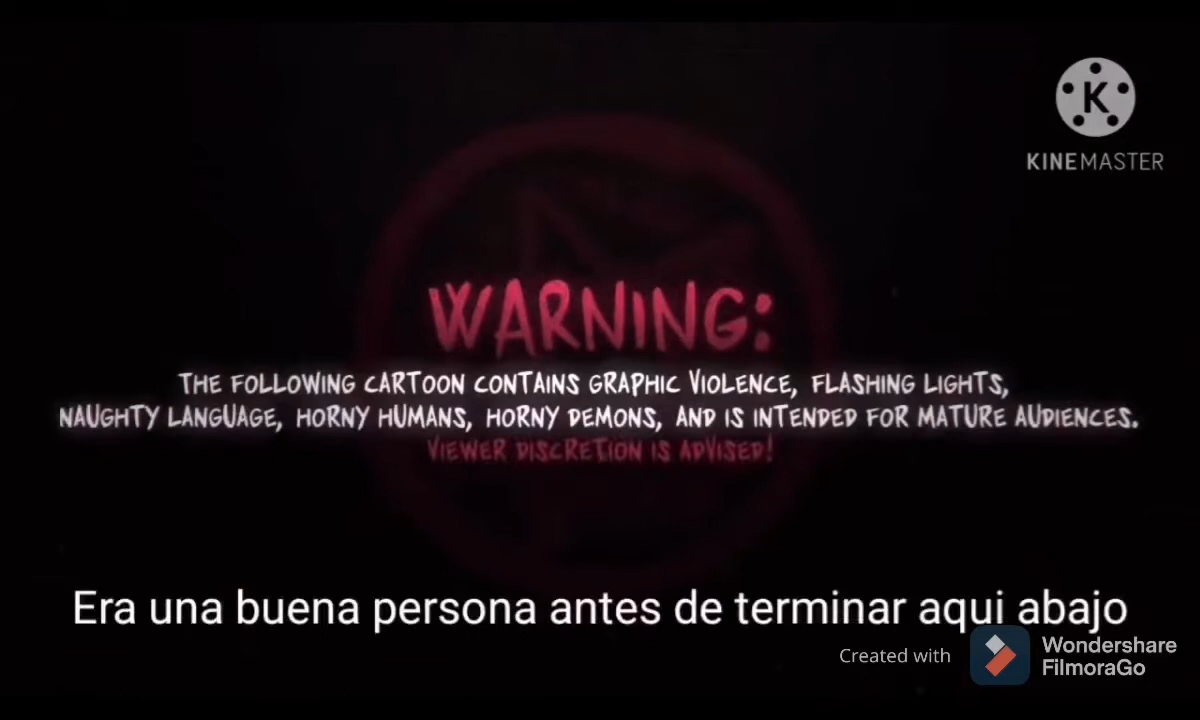 K
KINEMASTER
WARNING:
THE FOLLOWING CARTOON CONTAINS GRAPHIC VIOLENCE, FLASHING LIGHTS,
NAUGHTY LANGUAGE, HORNY HUMANS, HORNY DEMONS, AND IS INTENDED FOR MATURE AUDIENCES.
VIEWER DISCRETION IS ADVISED!
Era una buena persona antes de terminar aqui abajo
Created with
Wondershare
FilmoraGo